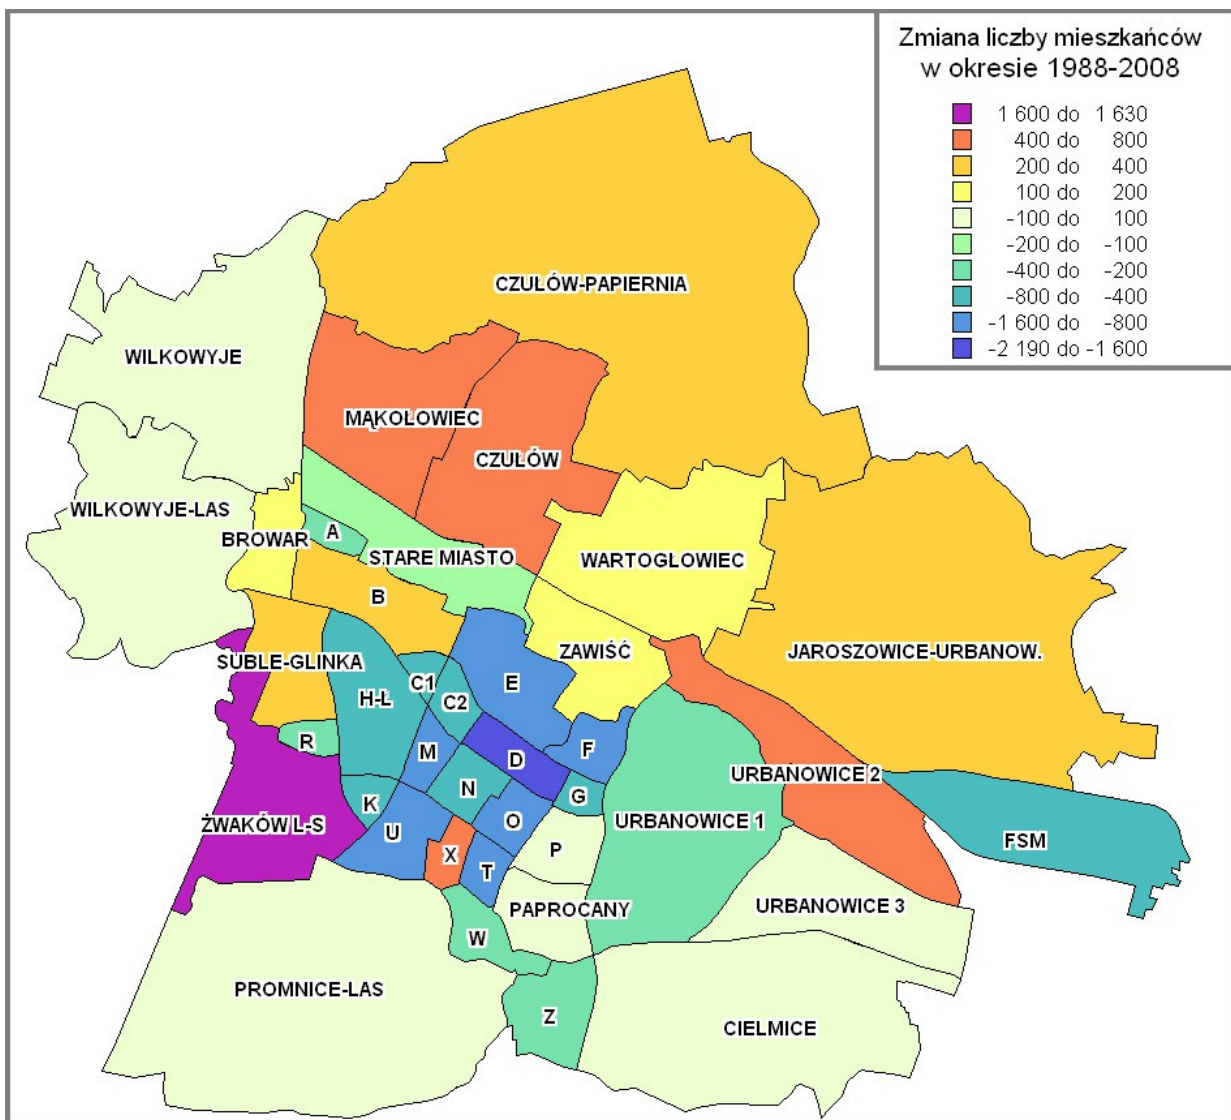 Zmiana liczby mieszkańców
w okresie 1988-2008
1 600 do 1 630
400 do 800
200 do 400
100 do 200
-100 do 100
-200 do -100
-400 do -200
-800 do -400
-1 600 do -800
-2 190 do -1 600
CZUŁÓW-PAPIERNIA
WILKOWYJE
MĄKOŁOWIEC
CZUŁÓW
WILKOWYJE-LAS
BROWAR
A
STARE MIASTO
WARTOGŁOWIEC
B
ZAWIŚĆ
JAROSZOWICE-URBANOW.
SUBLE-GLINKA
C1
E
H-Ł
C2
R
M
D
F
URBANOWICE 2
K
N
G
ŻWAKÓW L-S
U
O
URBANOWICE 1
FSM
X
P
T
PAPROCANY
URBANOWICE 3
W
PROMNICE-LAS
Z
CIELMICE